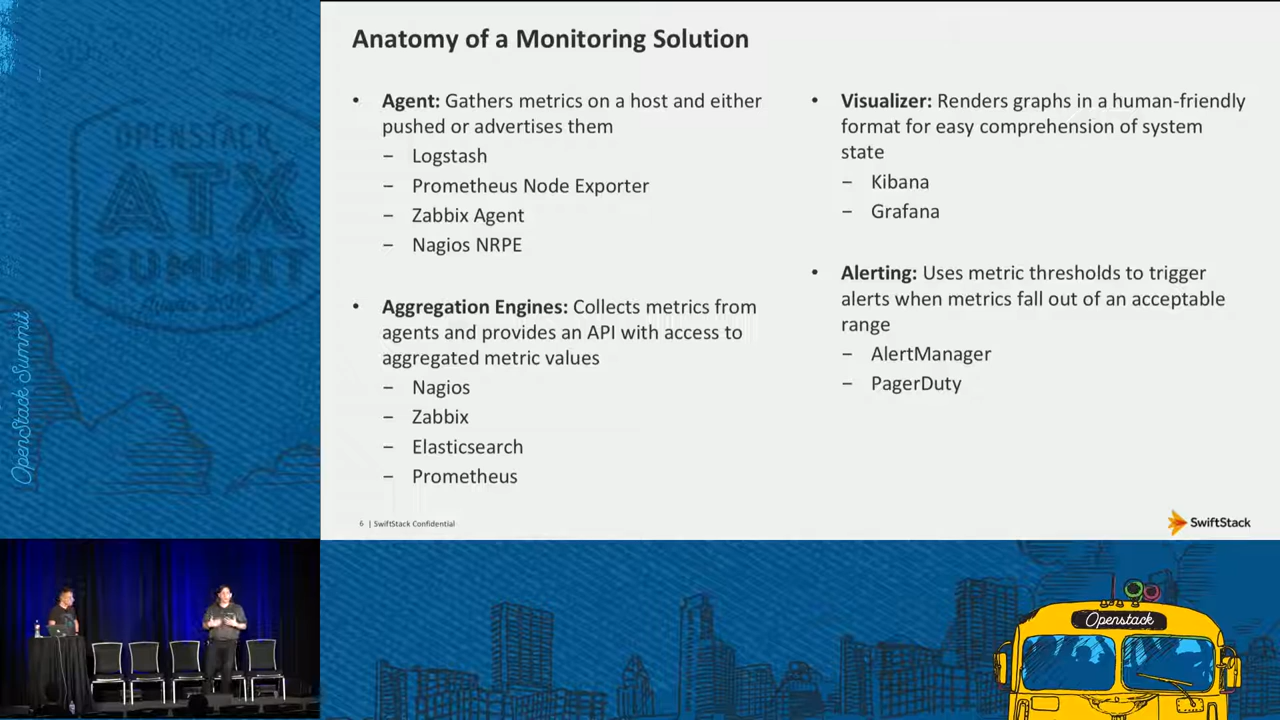 Anatomy of a Monitoring Solution
• Agent: Gathers metrics on a host and either
pushed or advertises them
– Logstash
– Prometheus Node Exporter
– Zabbix Agent
– Nagios NRPE
• Aggregation Engines: Collects metrics from
agents and provides an API with access to
aggregated metric values
– Nagios
– Zabbix
– Elasticsearch
– Prometheus
• Visualizer: Renders graphs in a human-friendly
format for easy comprehension of system
state
– Kibana
– Grafana
• Alerting: Uses metric thresholds to trigger
alerts when metrics fall out of an acceptable
range
– AlertManager
– PagerDuty
6 | SwiftStack Confidential
SwiftStack
OPENSTACK
ATX
SUMMIT
OpenStack Summit
Openstack